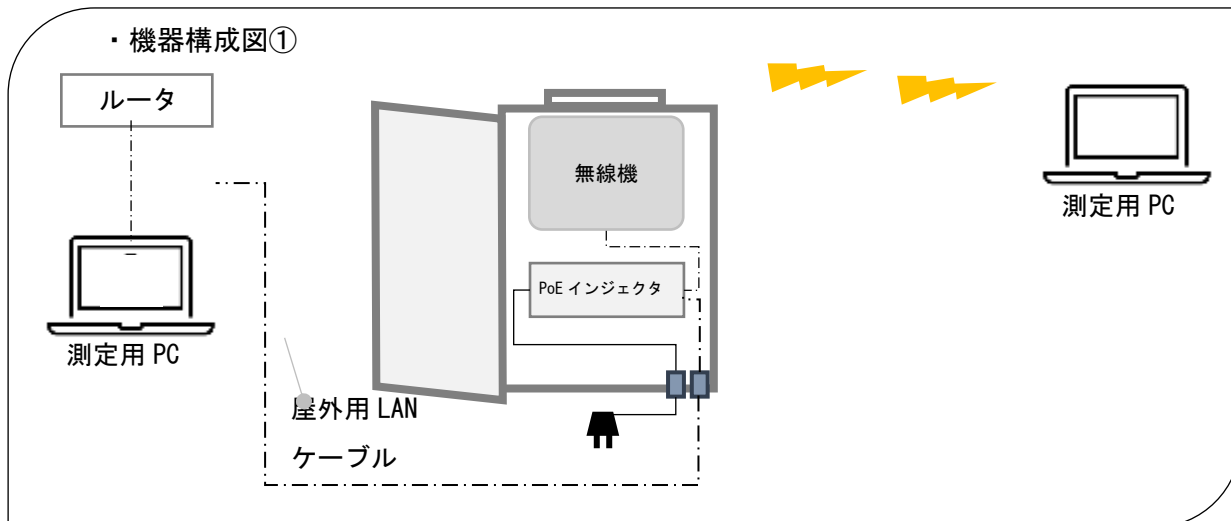 ・機器構成図①
ルータ
無線機
測定用 PC
PoE インジェクタ
測定用 PC
屋外用 LAN
ケーブル